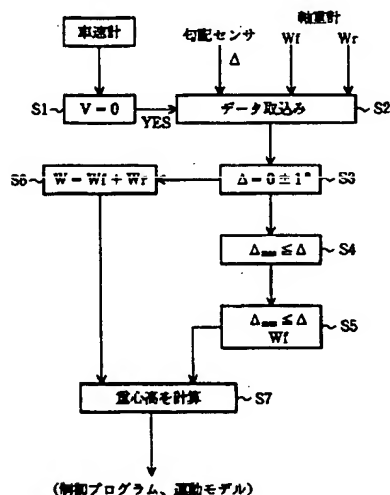 車速計
勾配センサ
Δ
軸重計
Wf
Wr
S1
V=0
YES
データ取込み
S2
S6
W=Wf+Wr
Δ=0±1°
S3
Δ ≦Δ
S4
Δ ≦Δ
Wf
S5
重心高を計算
S7
(制御プログラム、運動モデル)